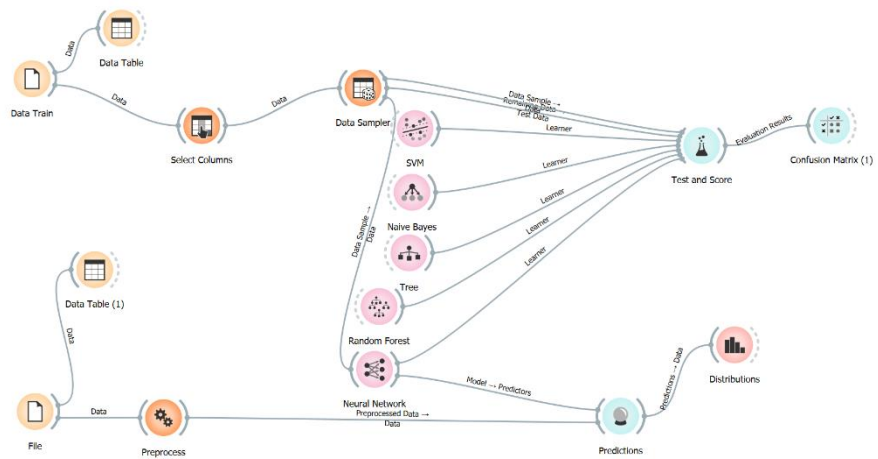 Data
Data Table
Data Train
Data
Select Columns
Data
Data Sampler
Data Sample →
Remaining Data
Test Data
SVM
Learner
Naive Bayes
Learner
Tree
Learner
Random Forest
Learner
Neural Network
Learner
Data Sample →
Data
Test and Score
Evaluation Results
Confusion Matrix (1)
Data Table (1)
Data
File
Data
Preprocess
Preprocessed Data →
Data
Model → Predictors
Predictions
Predictions → Data
Distributions